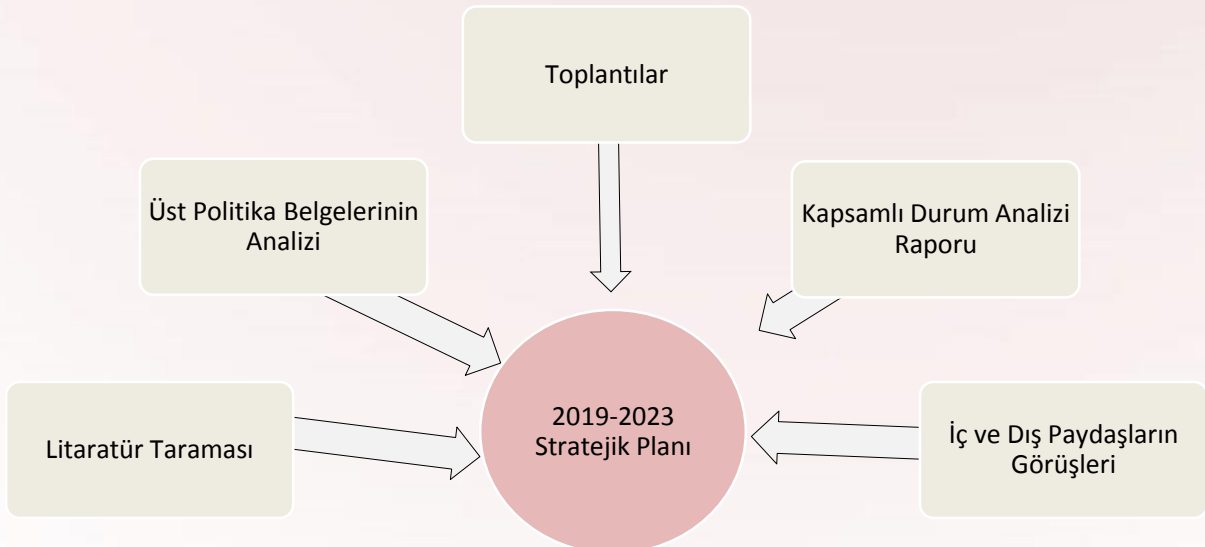 Toplantılar
Üst Politika Belgelerinin
Analizi
Kapsamlı Durum Analizi
Raporu
Litaratür Taraması
2019-2023
Stratejik Planı
İç ve Dış Paydaşların
Görüşleri